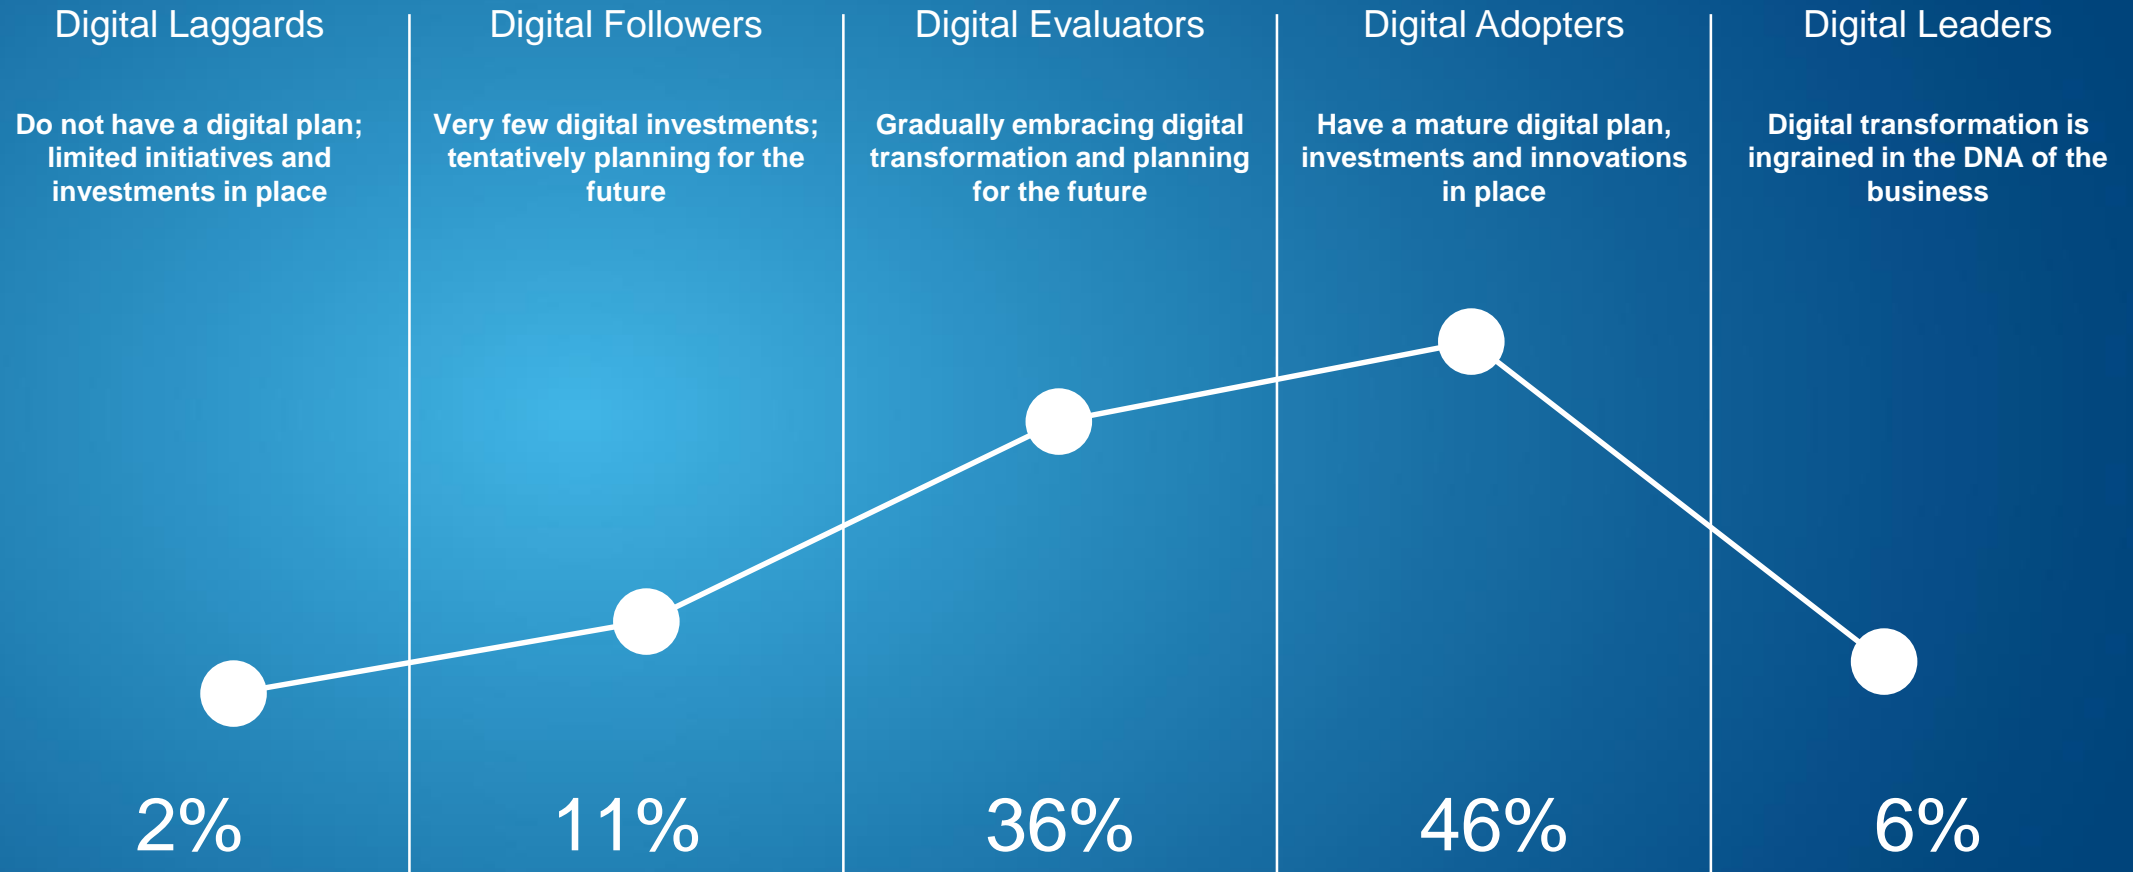 Digital Laggards
Do not have a digital plan;
limited initiatives and
investments in place
2%
Digital Followers
Very few digital investments;
tentatively planning for the
future
11%
Digital Evaluators
Gradually embracing digital
transformation and planning
for the future
36%
Digital Adopters
Have a mature digital plan,
investments and innovations
in place
46%
Digital Leaders
Digital transformation is
ingrained in the DNA of the
business
6%